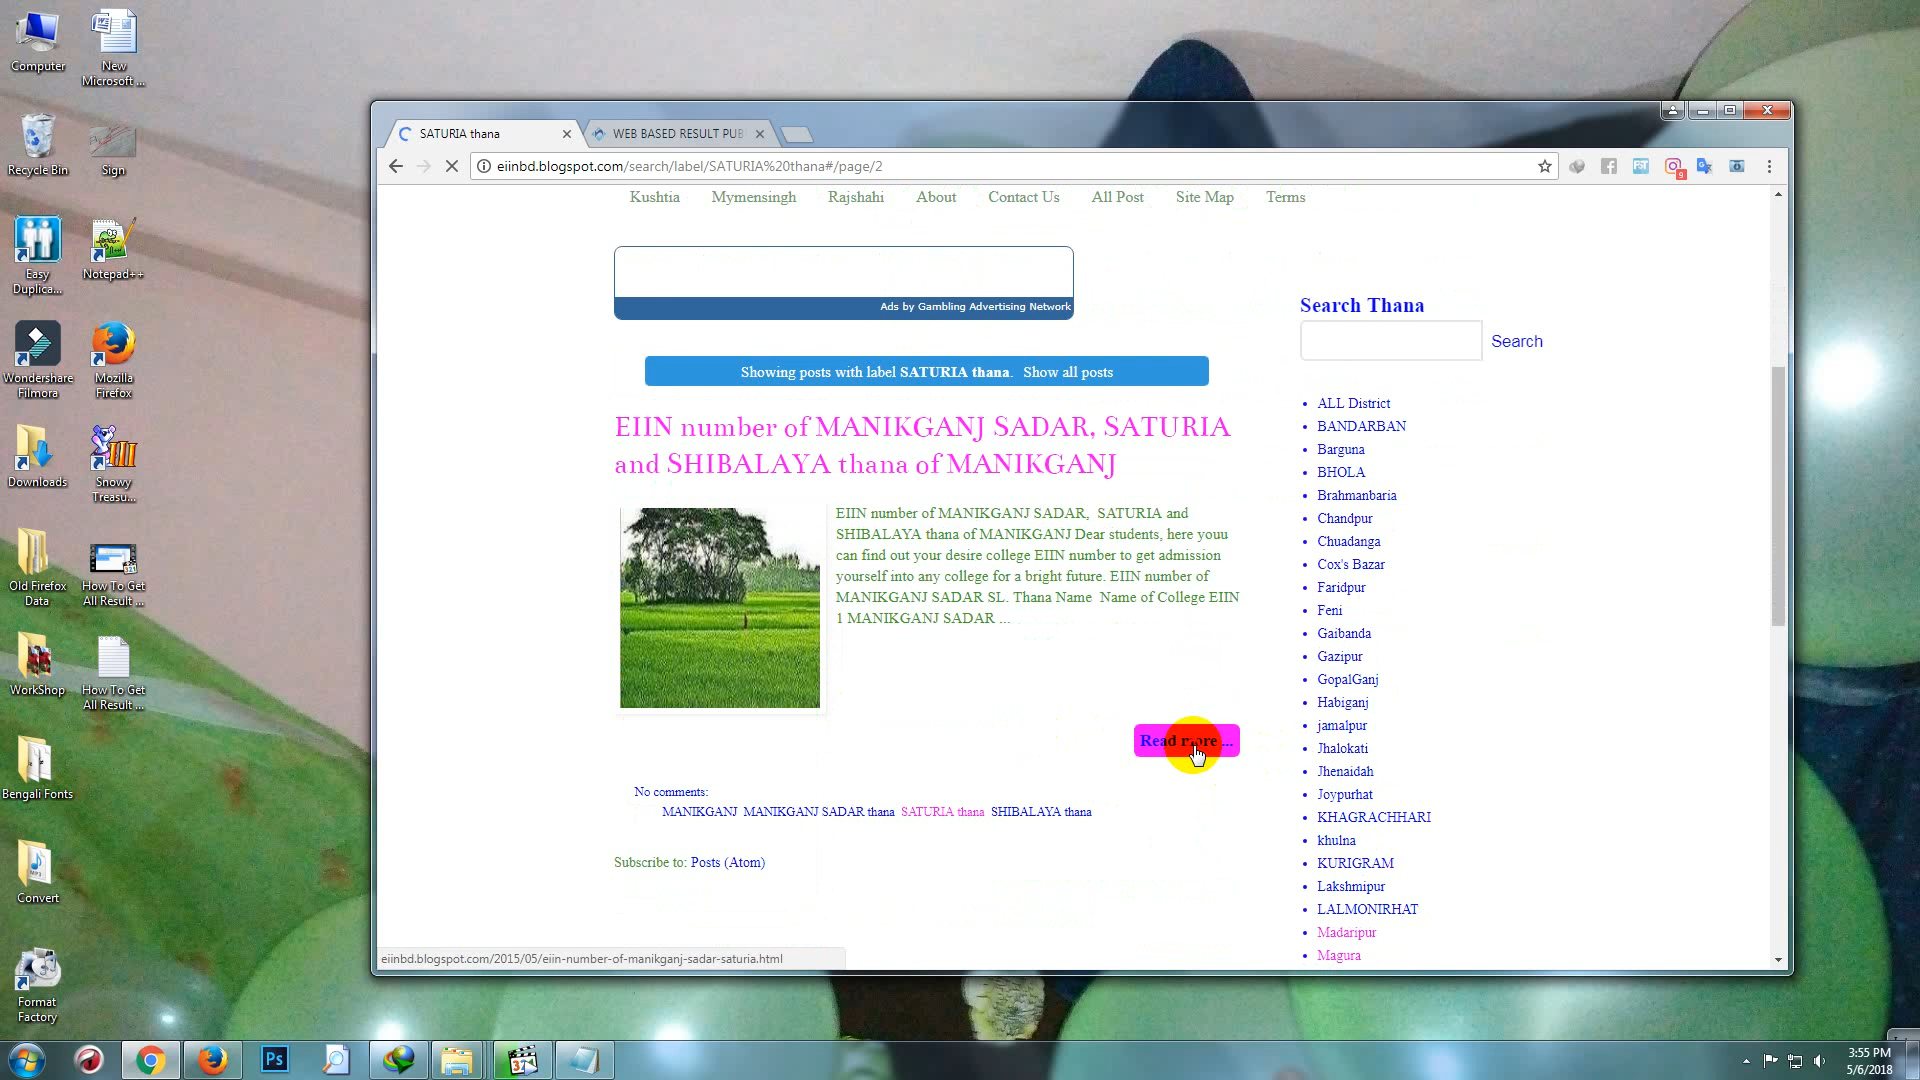 Computer
New
Microsoft ...
Recycle Bin
Sign
Easy
Duplica...
Notepad++
Wondershare
Filmora
Mozilla
Firefox
Downloads
Snowy
Treasu...
Old Firefox
Data
How To Get
All Result ...
WorkShop
How To Get
All Result ...
Bengali Fonts
Convert
Format
Factory
SATURIA thana
WEB BASED RESULT PUB
eiinbd.blogspot.com/search/label/SATURIA%20thana#/page/2
9
Kushtia Mymensingh Rajshahi About Contact Us All Post Site Map Terms
Ads by Gambling Advertising Network
Showing posts with label SATURIA thana. Show all posts
EIIN number of MANIKGANJ SADAR, SATURIA
and SHIBALAYA thana of MANIKGANJ
EIIN number of MANIKGANJ SADAR, SATURIA and
SHIBALAYA thana of MANIKGANJ Dear students, here youu
can find out your desire college EIIN number to get admission
yourself into any college for a bright future. EIIN number of
MANIKGANJ SADAR SL. Thana Name Name of College EIIN
1 MANIKGANJ SADAR ...
Read more ...
No comments:
MANIKGANJ MANIKGANJ SADAR thana SATURIA thana SHIBALAYA thana
Subscribe to: Posts (Atom)
Search Thana
Search
ALL District
BANDARBAN
Barguna
BHOLA
Brahmanbaria
Chandpur
Chuadanga
Cox's Bazar
Faridpur
Feni
Gaibanda
Gazipur
GopalGanj
Habiganj
jamalpur
Jhalokati
Jhenaidah
Joypurhat
KHAGRACHHARI
khulna
KURIGRAM
Lakshmipur
LALMONIRHAT
Madaripur
Magura
eiinbd.blogspot.com/2015/05/eiin-number-of-manikganj-sadar-saturia.html
Ps
3:55 PM
5/6/2018